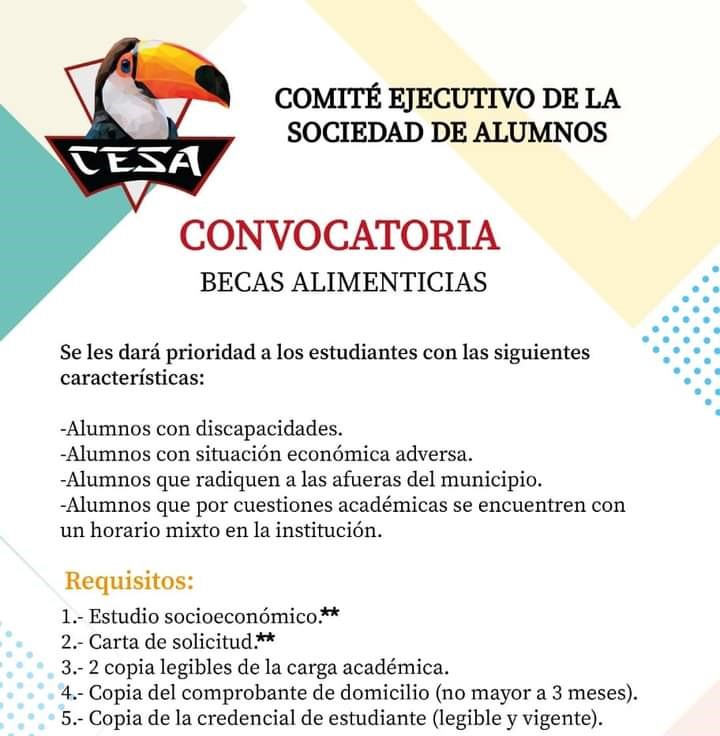 CESA
COMITÉ EJECUTIVO DE LA
SOCIEDAD DE ALUMNOS
CONVOCATORIA
BECAS ALIMENTICIAS
Se les dará prioridad a los estudiantes con las siguientes
características:
-Alumnos con discapacidades.
-Alumnos con situación económica adversa.
-Alumnos que radiquen a las afueras del municipio.
-Alumnos que por cuestiones académicas se encuentren con
un horario mixto en la institución.
Requisitos:
1.- Estudio socioeconómico.**
2.- Carta de solicitud.**
3.- 2 copia legibles de la carga académica.
4.- Copia del comprobante de domicilio (no mayor a 3 meses).
5.- Copia de la credencial de estudiante (legible y vigente).